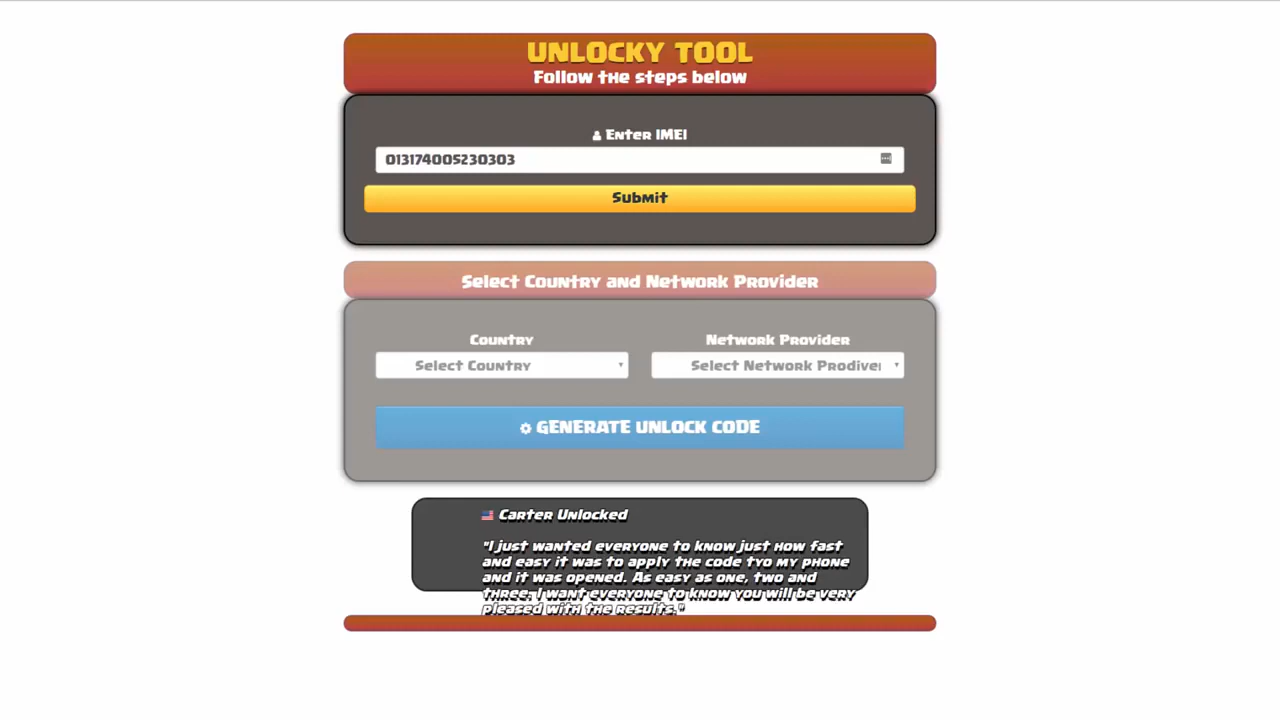 UNLOCKY TOOL
Follow the steps below
Enter IMEI
013174005230303
Submit
Select Country and Network Provider
Country
Network Provider
Select Country
Select Network Prodiver
GENERATE UNLOCK CODE
Carter Unlocked
"I just wanted everyone to know just how fast
and easy it was to apply the code tyo my phone
and it was opened. As easy as one, two and
three. I want everyone to know you will be very
pleased with the results."